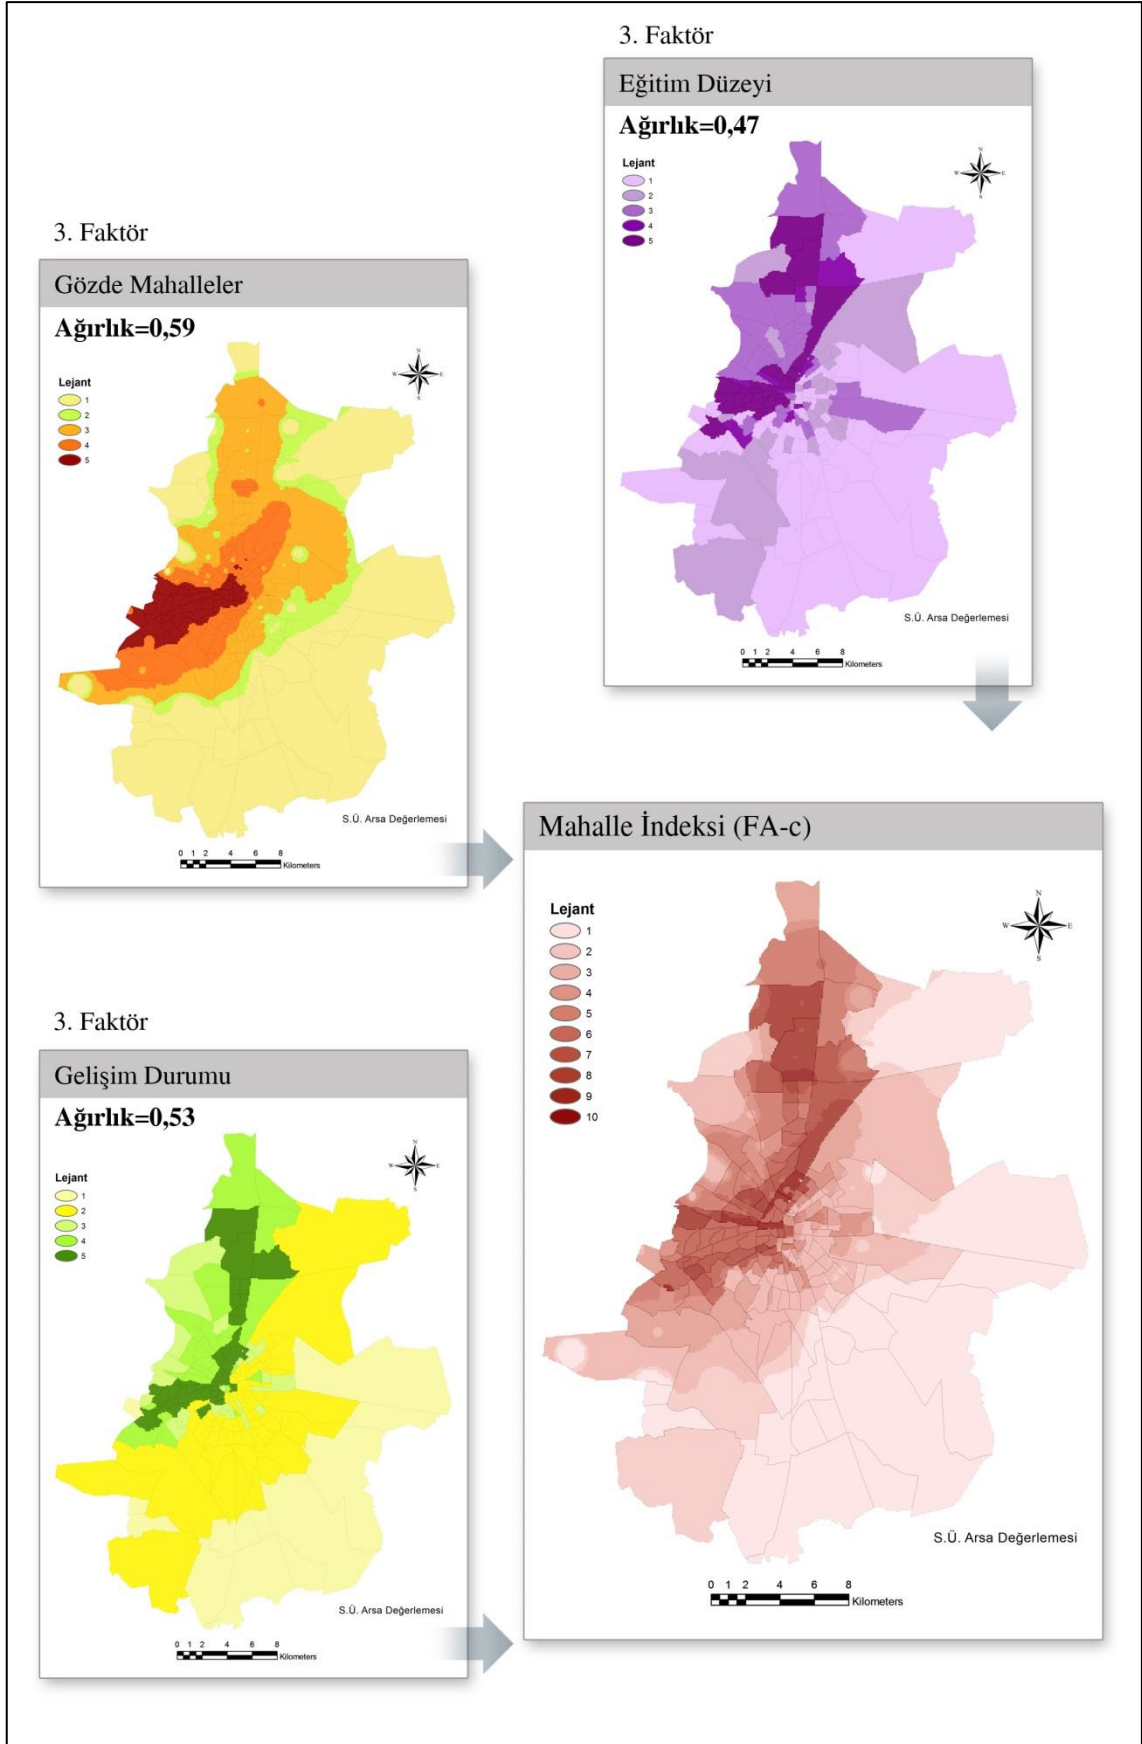 3. Faktör
Eğitim Düzeyi
Ağırlık=0,47
Lejant
1
2
3
4
5
N
W E
S
S.Ü. Arsa Değerlemesi
0 1 2 4 6 8
Kilometers
3. Faktör
Gözde Mahalleler
Ağırlık=0,59
Lejant
1
2
3
4
5
N
W E
S
S.Ü. Arsa Değerlemesi
0 1 2 4 6 8
Kilometers
Mahalle İndeksi (FA-c)
Lejant
1
2
3
4
5
6
7
8
9
10
N
W E
S
S.Ü. Arsa Değerlemesi
0 1 2 4 6 8
Kilometers
3. Faktör
Gelişim Durumu
Ağırlık=0,53
Lejant
1
2
3
4
5
N
W E
S
S.Ü. Arsa Değerlemesi
0 1 2 4 6 8
Kilometers